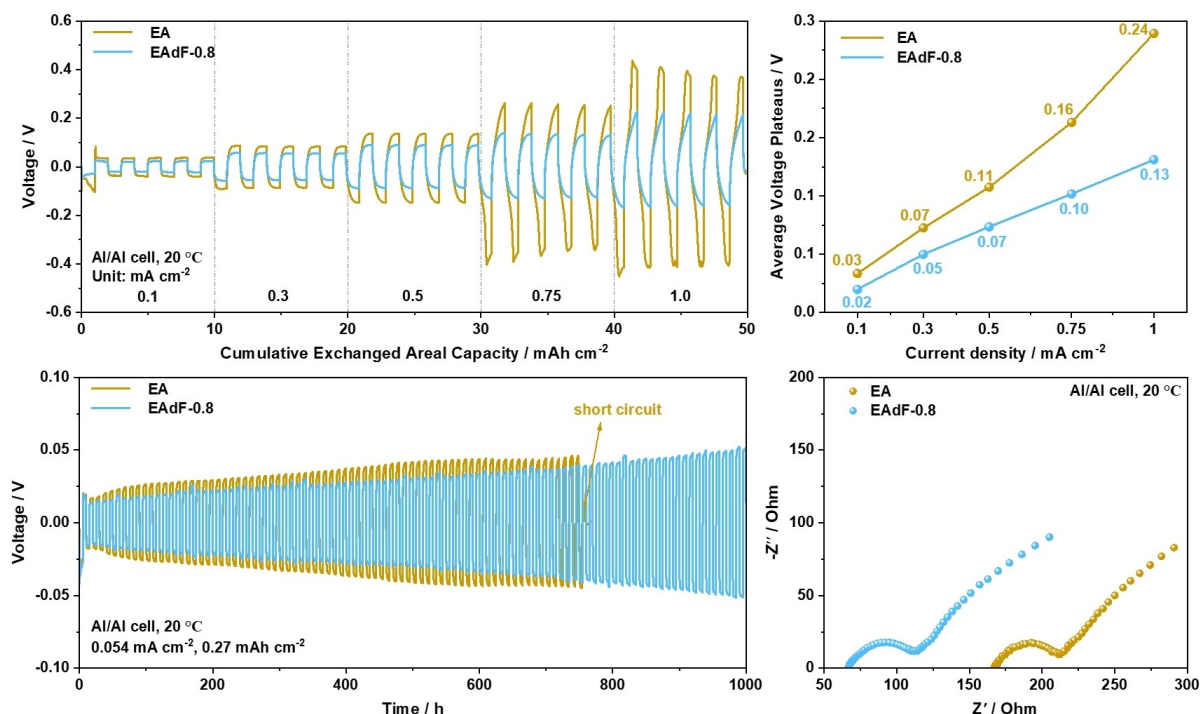 EA
EAdF-0.8
0.6
0.4
0.2
0.0
-0.2
-0.4
-0.6
Voltage / V
Al/Al cell, 20 °C
Unit: mA cm⁻²
0.1
0.3
0.5
0.75
1.0
0
10
20
30
40
50
Cumulative Exchanged Areal Capacity / mAh cm⁻²
EA
EAdF-0.8
0.3
0.2
0.2
0.1
0.1
0.0
Average Voltage Plateaus / V
0.03
0.07
0.11
0.16
0.24
0.02
0.05
0.07
0.10
0.13
0.1
0.3
0.5
0.75
1
Current density / mA cm⁻²
EA
EAdF-0.8
short circuit
0.10
0.05
0.00
-0.05
-0.10
Voltage / V
Al/Al cell, 20 °C
0.054 mA cm⁻², 0.27 mAh cm⁻²
0
200
400
600
800
1000
Time / h
EA
EAdF-0.8
Al/Al cell, 20 °C
200
150
100
50
0
-Z″ / Ohm
50
100
150
200
250
300
Z′ / Ohm